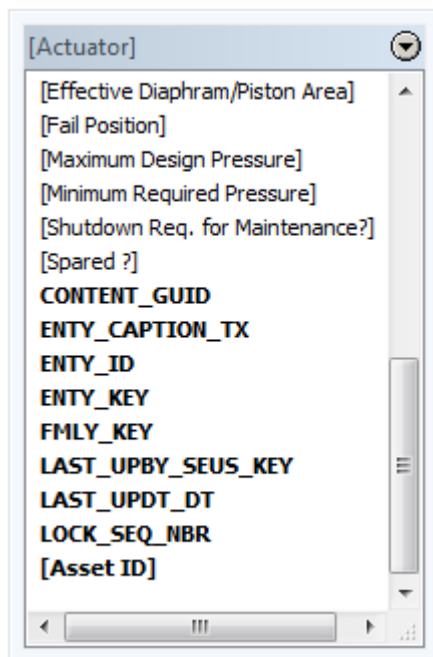 [Actuator]
[Effective Diaphram/Piston Area]
[Fail Position]
[Maximum Design Pressure]
[Minimum Required Pressure]
[Shutdown Req. for Maintenance?]
[Spared ?]
CONTENT_GUID
ENTY_CAPTION_TX
ENTY_ID
ENTY_KEY
FMLY_KEY
LAST_UPBY_SEUS_KEY
LAST_UPDT_DT
LOCK_SEQ_NBR
[Asset ID]